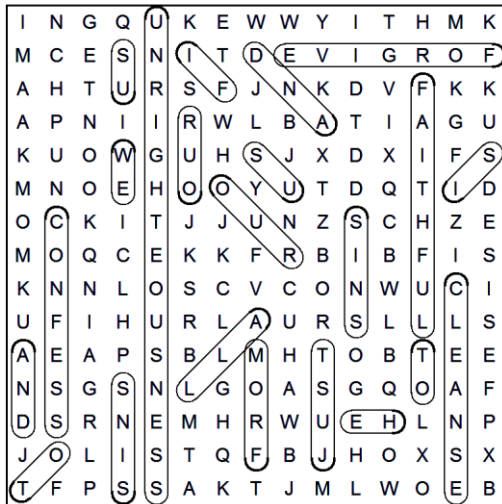 I N G Q U K E W W Y I T H M K
M C E S N I T D E V I G R O F
A H T U R S F J N K D V F K K
A P N I I R W L B A T I A G U
K U O W G U H S J X D X I F S
M N O E H O O Y U T D Q T I D
O C K I T J J U N Z S C H Z E
M O Q C E K K F R B I B F I S
K N N L O S C V C O N W U C I
U F I H U R L A U R S L L L S
A E A P S B L M H T O B T E E
N S G S N L G O A S G Q O A F
D S R N E M H R W U E H L N P
J O L I S T Q F B J H O X S X
T F P S S A K T J M L W O E B